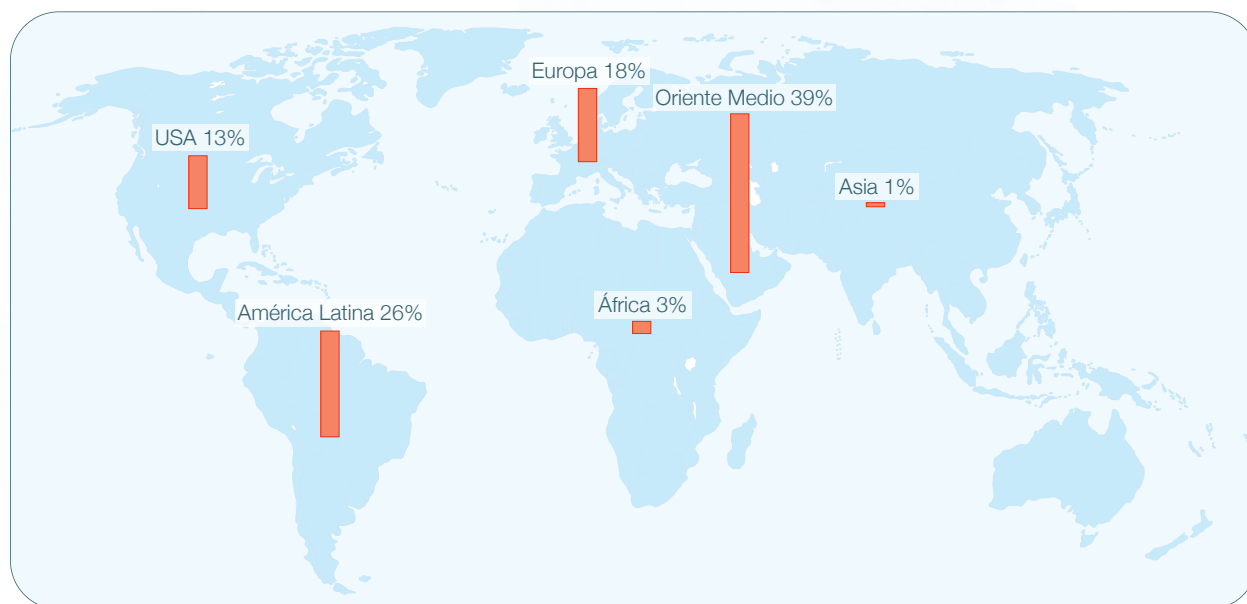 Europa 18%
Oriente Medio 39%
USA 13%
Asia 1%
África 3%
América Latina 26%